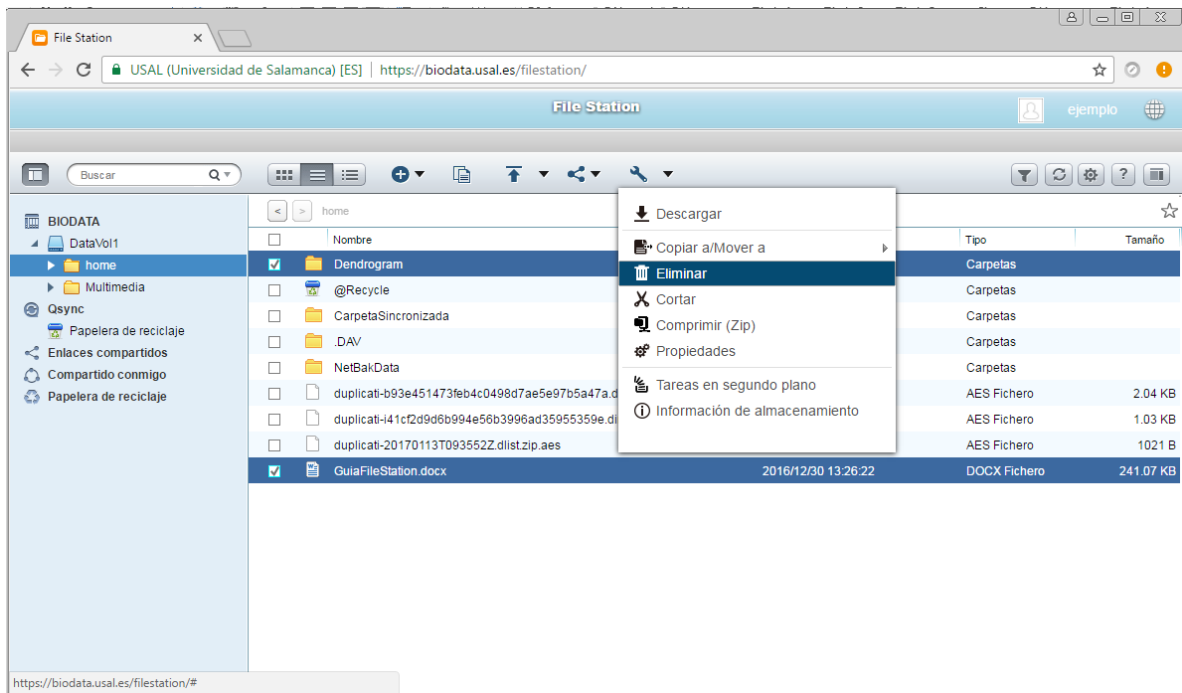 File Station
USAL (Universidad de Salamanca) [ES] | https://biodata.usal.es/filestation/
File Station
ejemplo
Buscar
BIODATA
DataVol1
home
Multimedia
Qsync
Papelera de reciclaje
Enlaces compartidos
Compartido conmigo
Papelera de reciclaje
< > home
Nombre Tipo Tamaño
Dendrogram Carpetas
@Recycle Carpetas
CarpetaSincronizada Carpetas
.DAV Carpetas
NetBakData Carpetas
duplicati-b93e451473feb4c0498d7ae5e97b5a47a.d AES Fichero 2.04 KB
duplicati-i41cf2d9d6b994e56b3996ad35955359e.di AES Fichero 1.03 KB
duplicati-20170113T093552Z.dlist.zip.aes AES Fichero 1021 B
GuiaFileStation.docx 2016/12/30 13:26:22 DOCX Fichero 241.07 KB
Descargar
Copiar a/Mover a
Eliminar
Cortar
Comprimir (Zip)
Propiedades
Tareas en segundo plano
Información de almacenamiento
https://biodata.usal.es/filestation/#